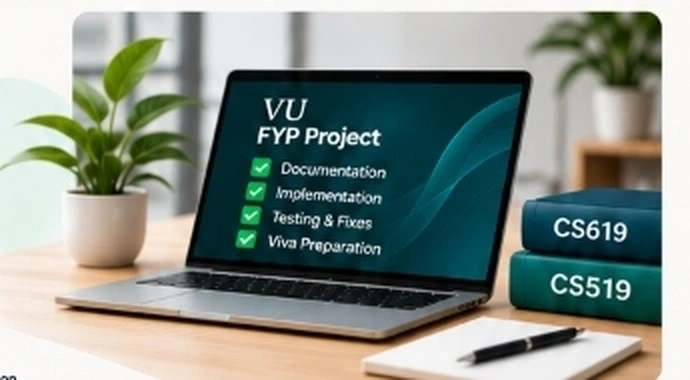 VU
FYP Project
Documentation
Implementation
Testing & Fixes
Viva Preparation
CS619
CS519